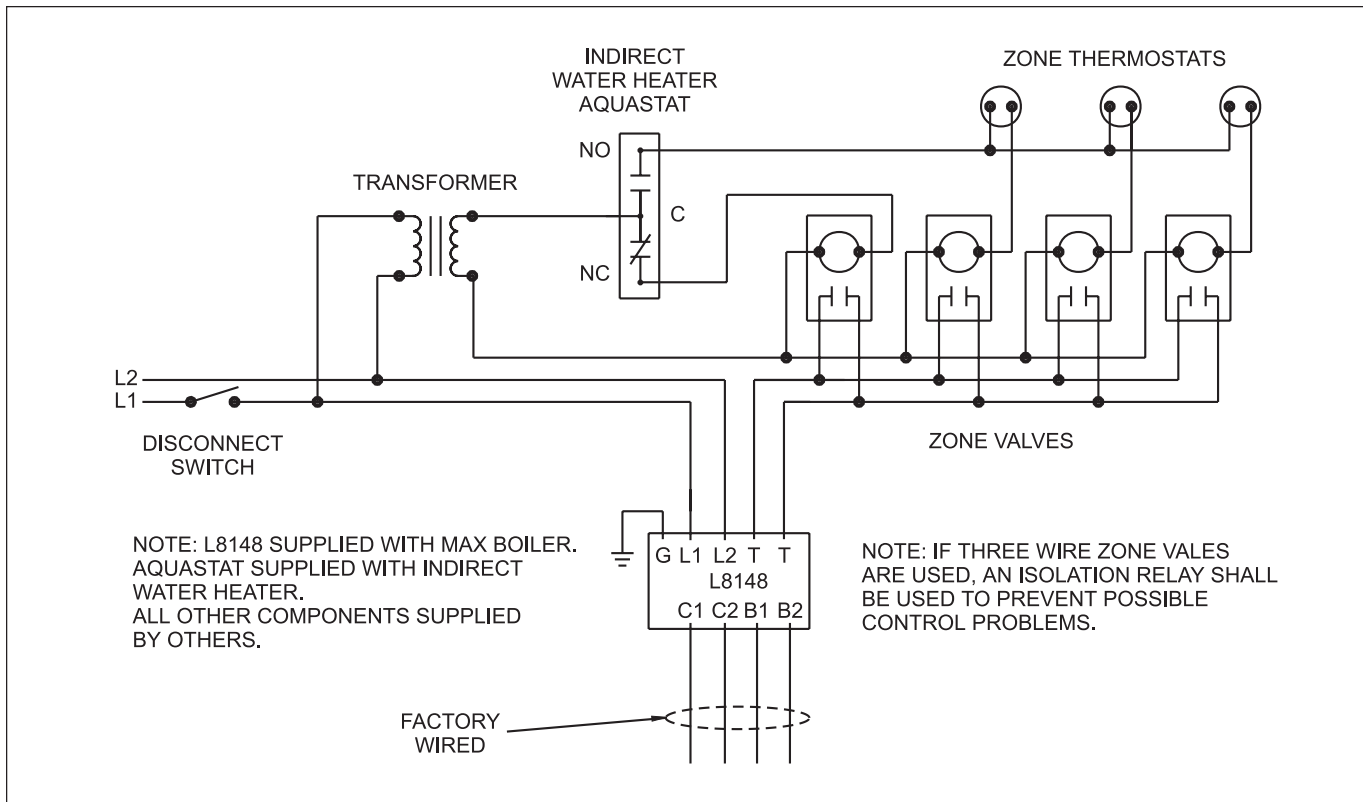 INDIRECT
WATER HEATER
AQUASTAT
ZONE THERMOSTATS
NO
TRANSFORMER
C
NC
L2
L1
DISCONNECT
SWITCH
ZONE VALVES
NOTE: L8148 SUPPLIED WITH MAX BOILER.
AQUASTAT SUPPLIED WITH INDIRECT
WATER HEATER.
ALL OTHER COMPONENTS SUPPLIED
BY OTHERS.
G L1 L2 T T
L8148
C1 C2 B1 B2
NOTE: IF THREE WIRE ZONE VALES
ARE USED, AN ISOLATION RELAY SHALL
BE USED TO PREVENT POSSIBLE
CONTROL PROBLEMS.
FACTORY
WIRED